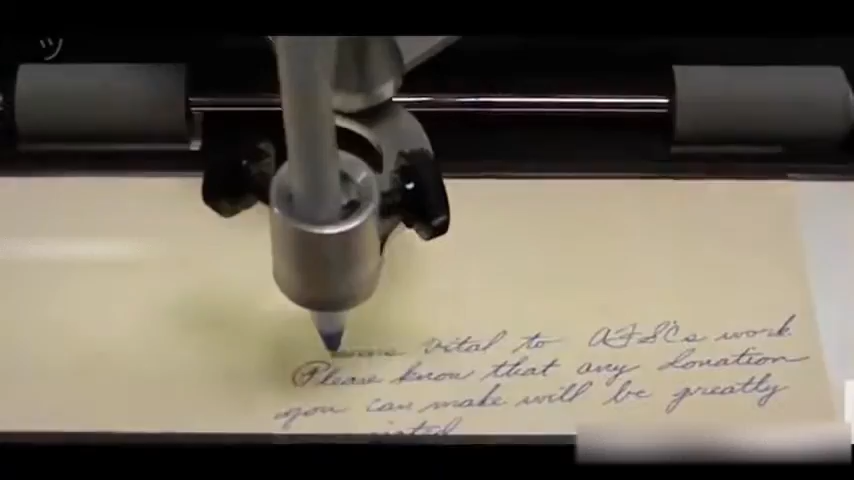 vital to AFSC's work.
Please know that any donation
you can make will be greatly